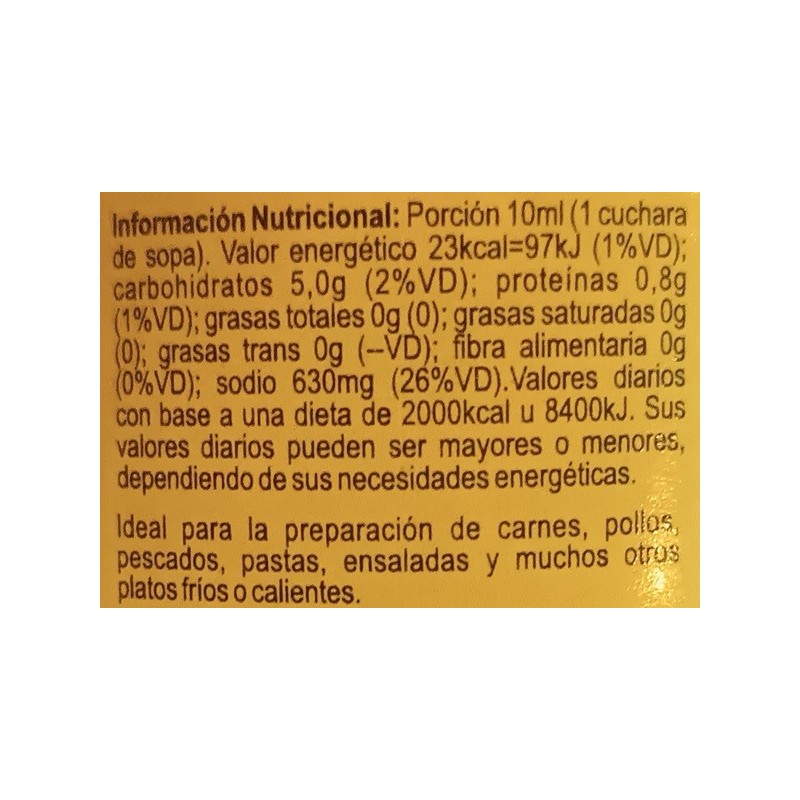 Información Nutricional: Porción 10ml (1 cuchara
de sopa). Valor energético 23kcal=97kJ (1%VD);
carbohidratos 5,0g (2%VD); proteínas 0,8g
(1%VD); grasas totales 0g (0); grasas saturadas 0g
(0); grasas trans 0g (--VD); fibra alimentaria 0g
(0%VD); sodio 630mg (26%VD).Valores diarios
con base a una dieta de 2000kcal u 8400kJ. Sus
valores diarios pueden ser mayores o menores,
dependiendo de sus necesidades energéticas.
Ideal para la preparación de carnes, pollos,
pescados, pastas, ensaladas y muchos otros
platos fríos o calientes.